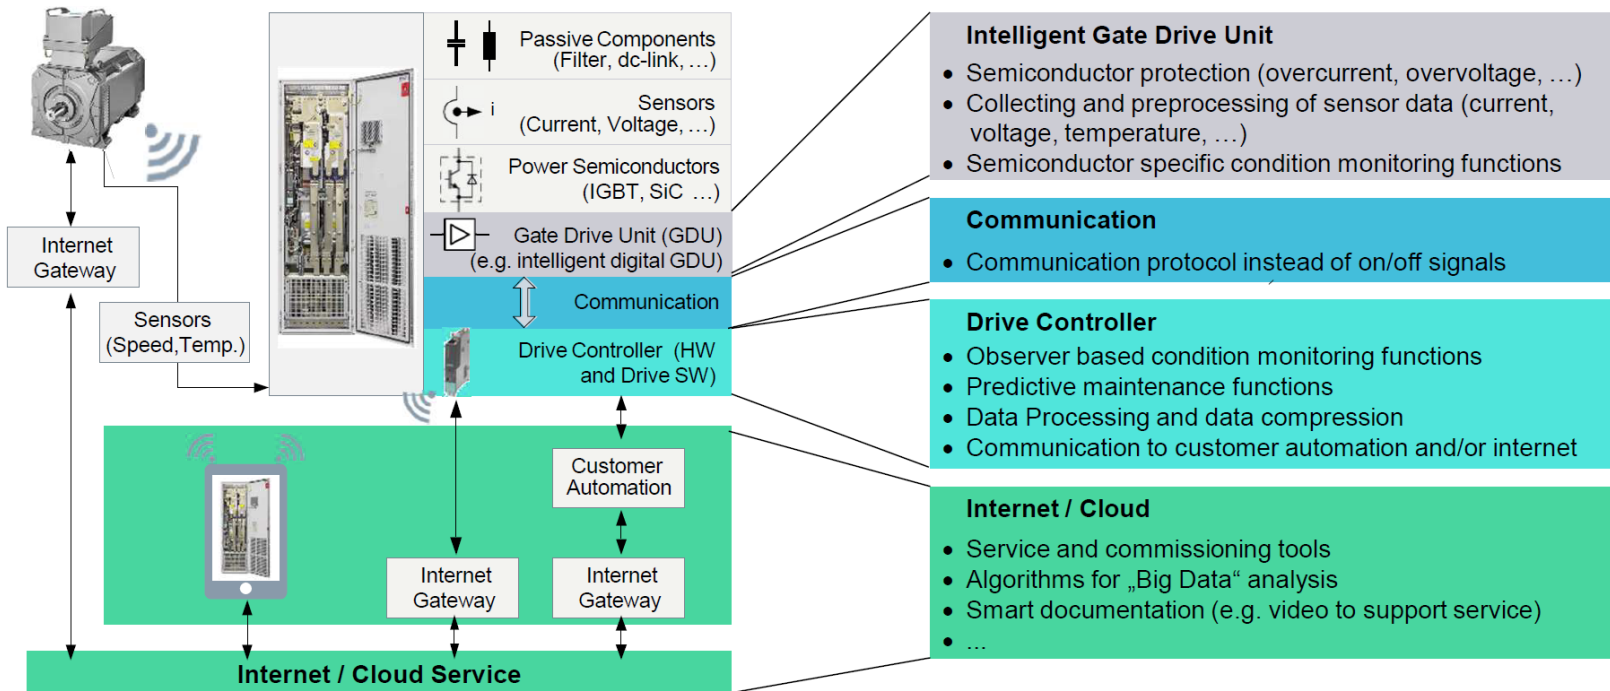 Passive Components
(Filter, dc-link, ...)
i
Sensors
(Current, Voltage, ...)
Power Semiconductors
(IGBT, SiC ...)
Gate Drive Unit (GDU)
(e.g. intelligent digital GDU)
Communication
Drive Controller (HW
and Drive SW)
Internet
Gateway
Sensors
(Speed,Temp.)
Customer
Automation
Internet
Gateway
Internet
Gateway
Internet / Cloud Service
Intelligent Gate Drive Unit
• Semiconductor protection (overcurrent, overvoltage, ...)
• Collecting and preprocessing of sensor data (current,
voltage, temperature, ...)
• Semiconductor specific condition monitoring functions
Communication
• Communication protocol instead of on/off signals
Drive Controller
• Observer based condition monitoring functions
• Predictive maintenance functions
• Data Processing and data compression
• Communication to customer automation and/or internet
Internet / Cloud
• Service and commissioning tools
• Algorithms for „Big Data“ analysis
• Smart documentation (e.g. video to support service)
• ...